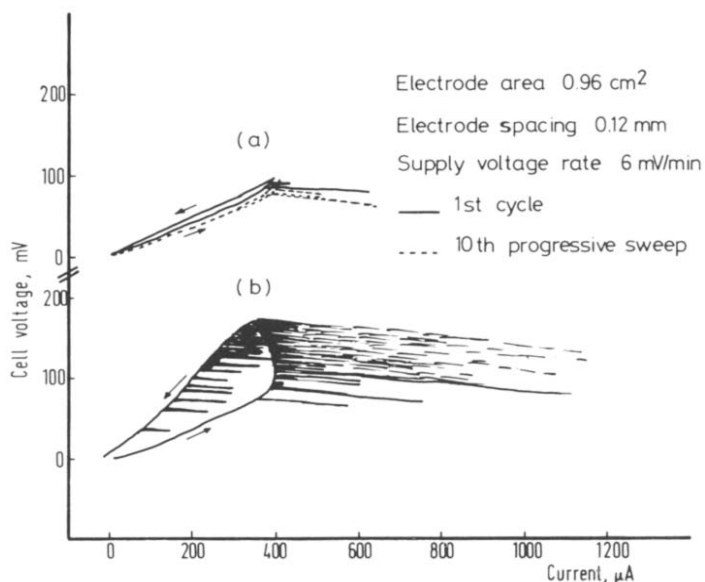 200
(a)
100
0
Electrode area 0.96 cm²
Electrode spacing 0.12 mm
Supply voltage rate 6 mV/min
1st cycle
10th progressive sweep
Cell voltage, mV
(b)
200
100
0
0 200 400 600 800 1000 1200
Current, µA